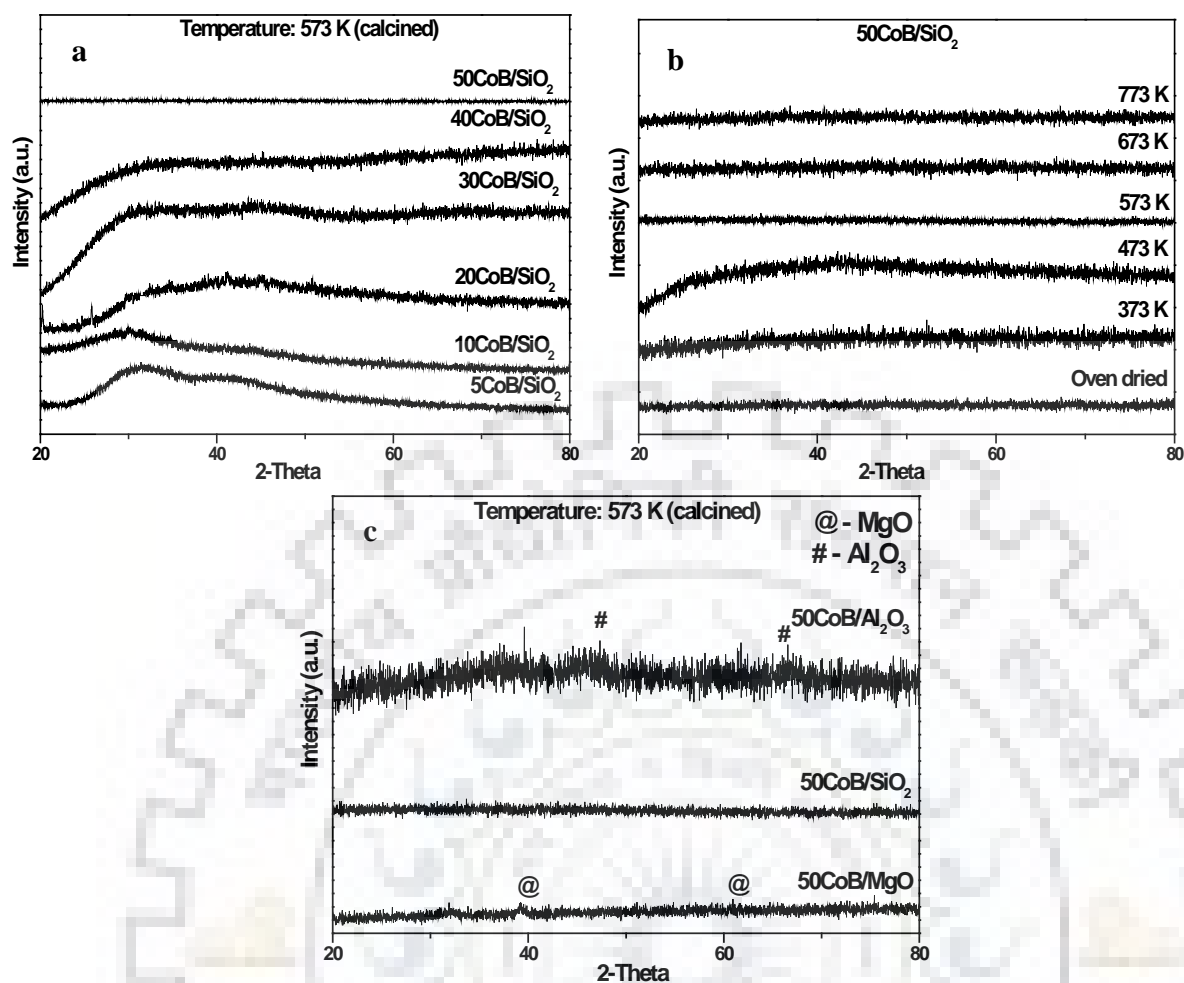 Temperature: 573 K (calcined)
a
50CoB/SiO₂
40CoB/SiO₂
30CoB/SiO₂
20CoB/SiO₂
10CoB/SiO₂
5CoB/SiO₂
Intensity (a.u.)
20 40 60 80
2-Theta
50CoB/SiO₂
b
773 K
673 K
573 K
473 K
373 K
Oven dried
Intensity (a.u.)
20 40 60 80
2-Theta
Temperature: 573 K (calcined)
c
@ - MgO
# - Al₂O₃
# # 50CoB/Al₂O₃
50CoB/SiO₂
@ @ 50CoB/MgO
Intensity (a.u.)
20 40 60 80
2-Theta